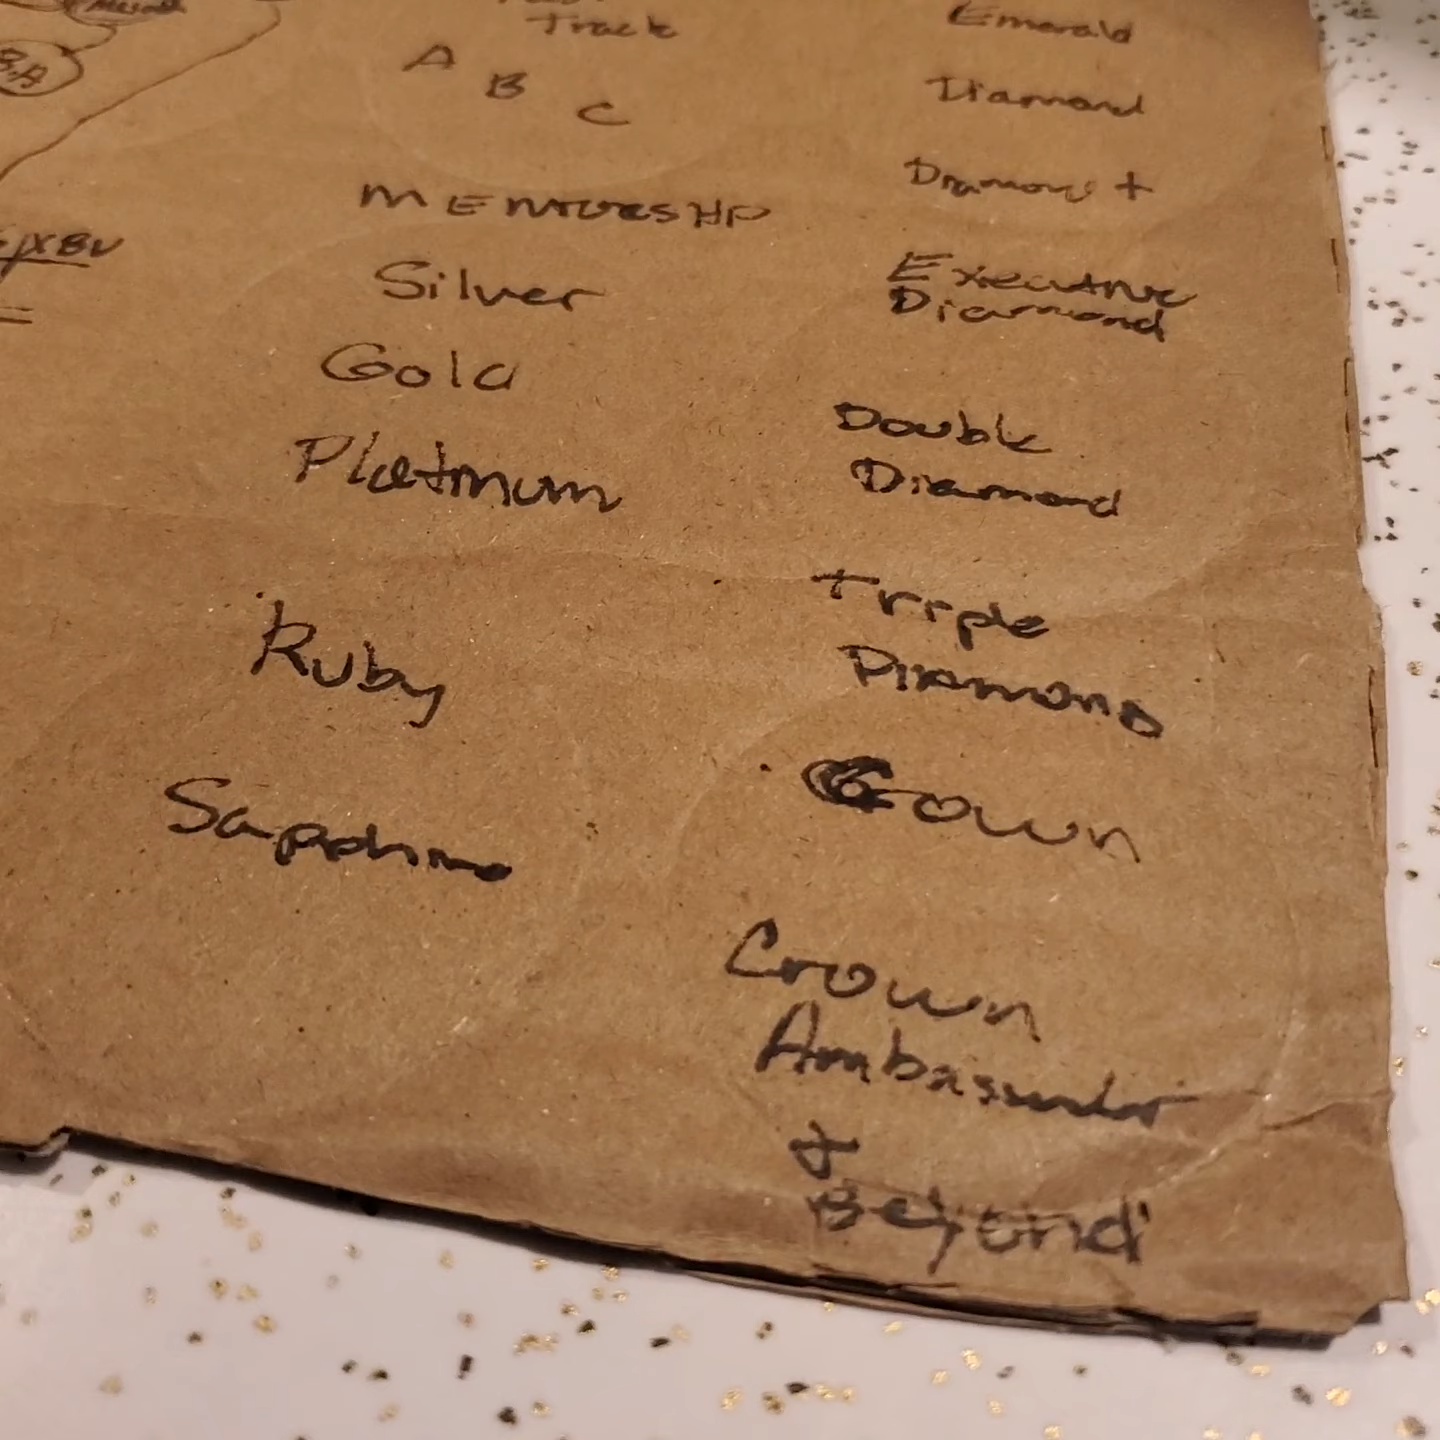 Track
A B C
MENTORSHIP
Silver
Gold
Platinum
Ruby
Sapphire
Emerald
Diamond
Diamond +
Executive
Diamond
Double
Diamond
Triple
Diamond
Crown
Crown
Ambassador
+
Beyond